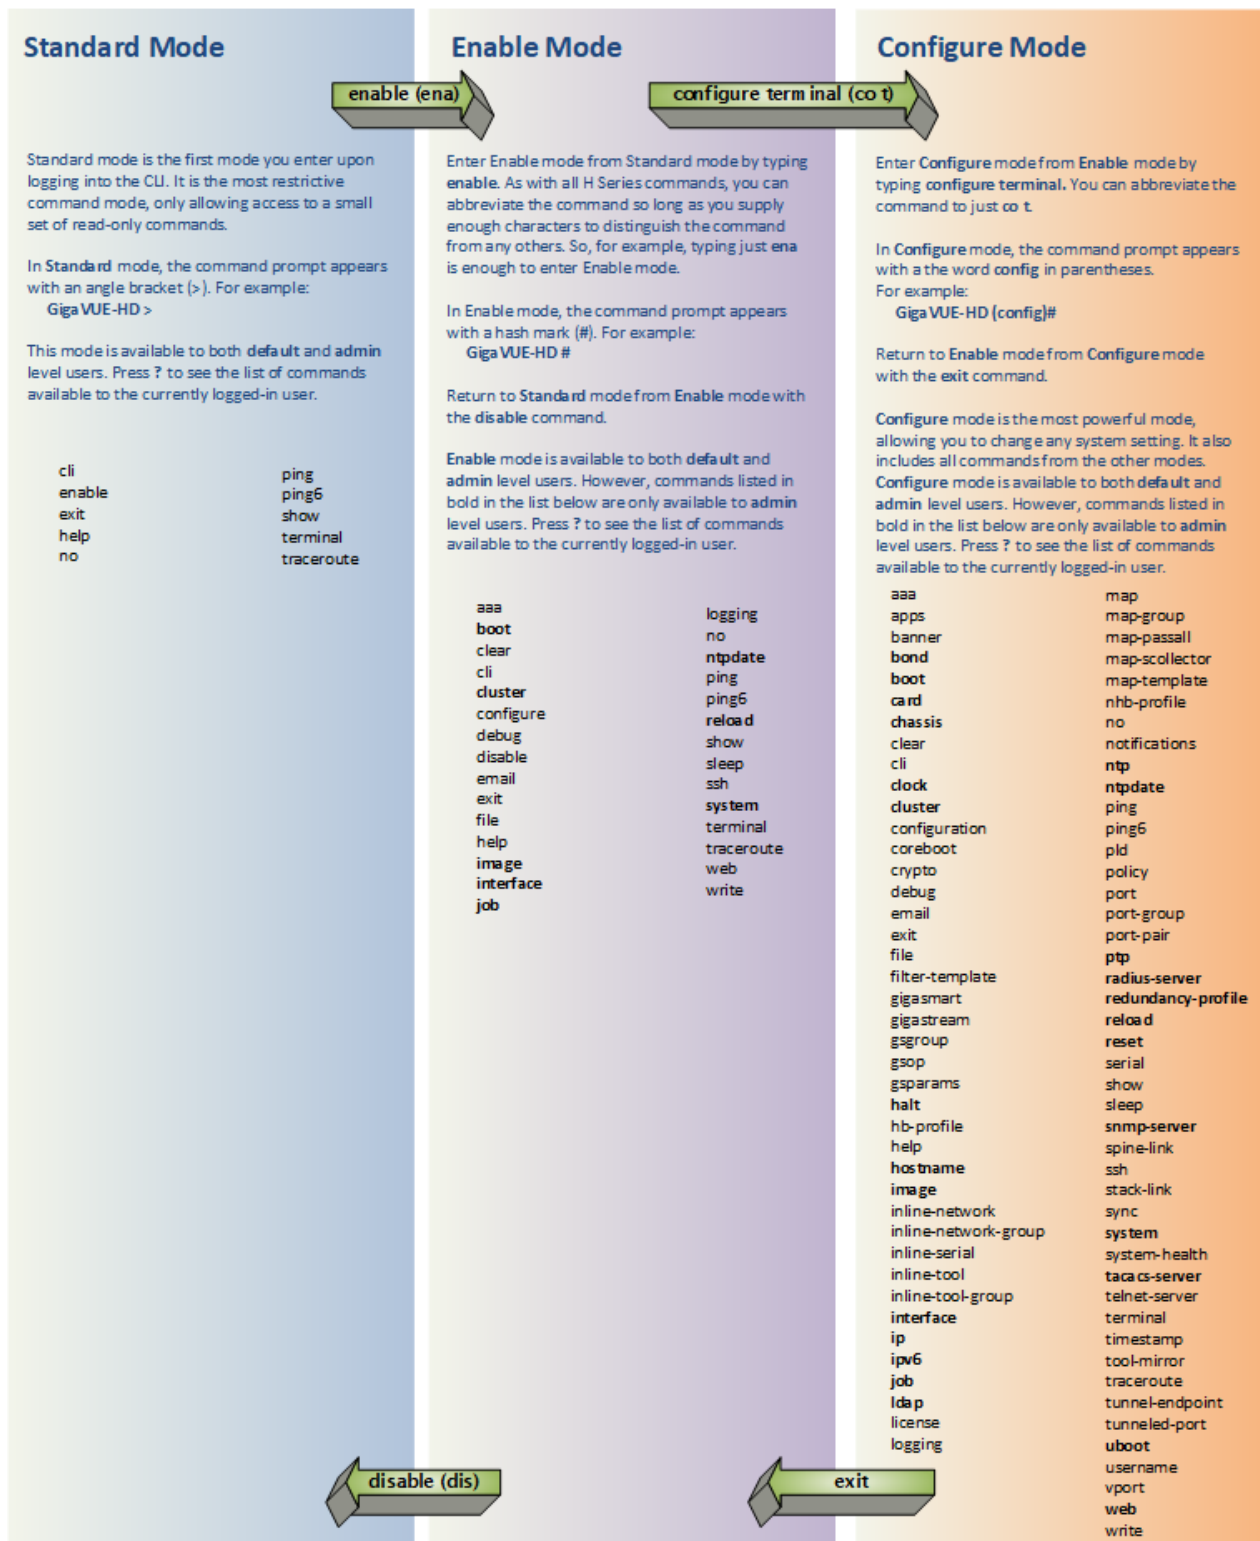 Standard Mode
enable (ena)
Standard mode is the first mode you enter upon
logging into the CLI. It is the most restrictive
command mode, only allowing access to a small
set of read-only commands.
In Standard mode, the command prompt appears
with an angle bracket (>). For example:
GigaVUE-HD >
This mode is available to both default and admin
level users. Press ? to see the list of commands
available to the currently logged-in user.
cli
enable
exit
help
no
ping
ping6
show
terminal
traceroute
disable (dis)
Enable Mode
configure terminal (co t)
Enter Enable mode from Standard mode by typing
enable. As with all H Series commands, you can
abbreviate the command so long as you supply
enough characters to distinguish the command
from any others. So, for example, typing just ena
is enough to enter Enable mode.
In Enable mode, the command prompt appears
with a hash mark (#). For example:
GigaVUE-HD #
Return to Standard mode from Enable mode with
the disable command.
Enable mode is available to both default and
admin level users. However, commands listed in
bold in the list below are only available to admin
level users. Press ? to see the list of commands
available to the currently logged-in user.
aaa
boot
clear
cli
cluster
configure
debug
disable
email
exit
file
help
image
interface
job
logging
no
ntpdate
ping
ping6
reload
show
sleep
ssh
system
terminal
traceroute
web
write
exit
Configure Mode
Enter Configure mode from Enable mode by
typing configure terminal. You can abbreviate the
command to just co t.
In Configure mode, the command prompt appears
with a the word config in parentheses.
For example:
GigaVUE-HD (config)#
Return to Enable mode from Configure mode
with the exit command.
Configure mode is the most powerful mode,
allowing you to change any system setting. It also
includes all commands from the other modes.
Configure mode is available to both default and
admin level users. However, commands listed in
bold in the list below are only available to admin
level users. Press ? to see the list of commands
available to the currently logged-in user.
aaa
apps
banner
bond
boot
card
chassis
clear
cli
clock
cluster
configuration
coreboot
crypto
debug
email
exit
file
filter-template
gigasmart
gigastream
gsgroup
gsop
gsparams
halt
hb-profile
help
hostname
image
inline-network
inline-network-group
inline-serial
inline-tool
inline-tool-group
interface
ip
ipv6
job
ldap
license
logging
map
map-group
map-passall
map-scollector
map-template
nhb-profile
no
notifications
ntp
ntpdate
ping
ping6
pld
policy
port
port-group
port-pair
ptp
radius-server
redundancy-profile
reload
reset
serial
show
sleep
snmp-server
spine-link
ssh
stack-link
sync
system
system-health
tacacs-server
telnet-server
terminal
timestamp
tool-mirror
traceroute
tunnel-endpoint
tunneled-port
uboot
username
vport
web
write